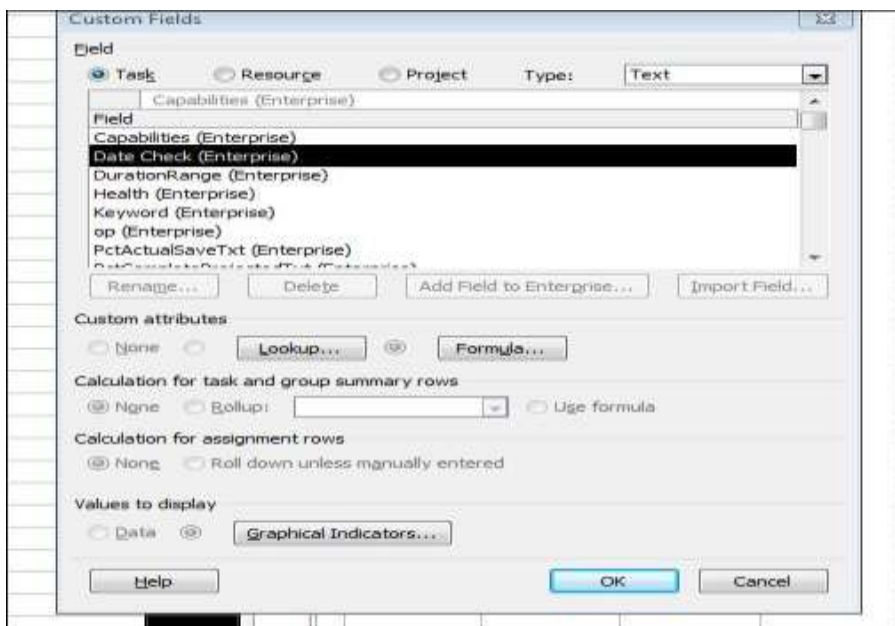 Custom Fields
Field
Task Resource Project Type: Text
Capabilities (Enterprise)
Field
Capabilities (Enterprise)
Date Check (Enterprise)
DurationRange (Enterprise)
Health (Enterprise)
Keyword (Enterprise)
op (Enterprise)
PctActualSaveTxt (Enterprise)
Rename... Delete Add Field to Enterprise... Import Field...
Custom attributes
None Lookup... Formula...
Calculation for task and group summary rows
None Rollup: Use formula
Calculation for assignment rows
None Roll down unless manually entered
Values to display
Data Graphical Indicators...
Help OK Cancel